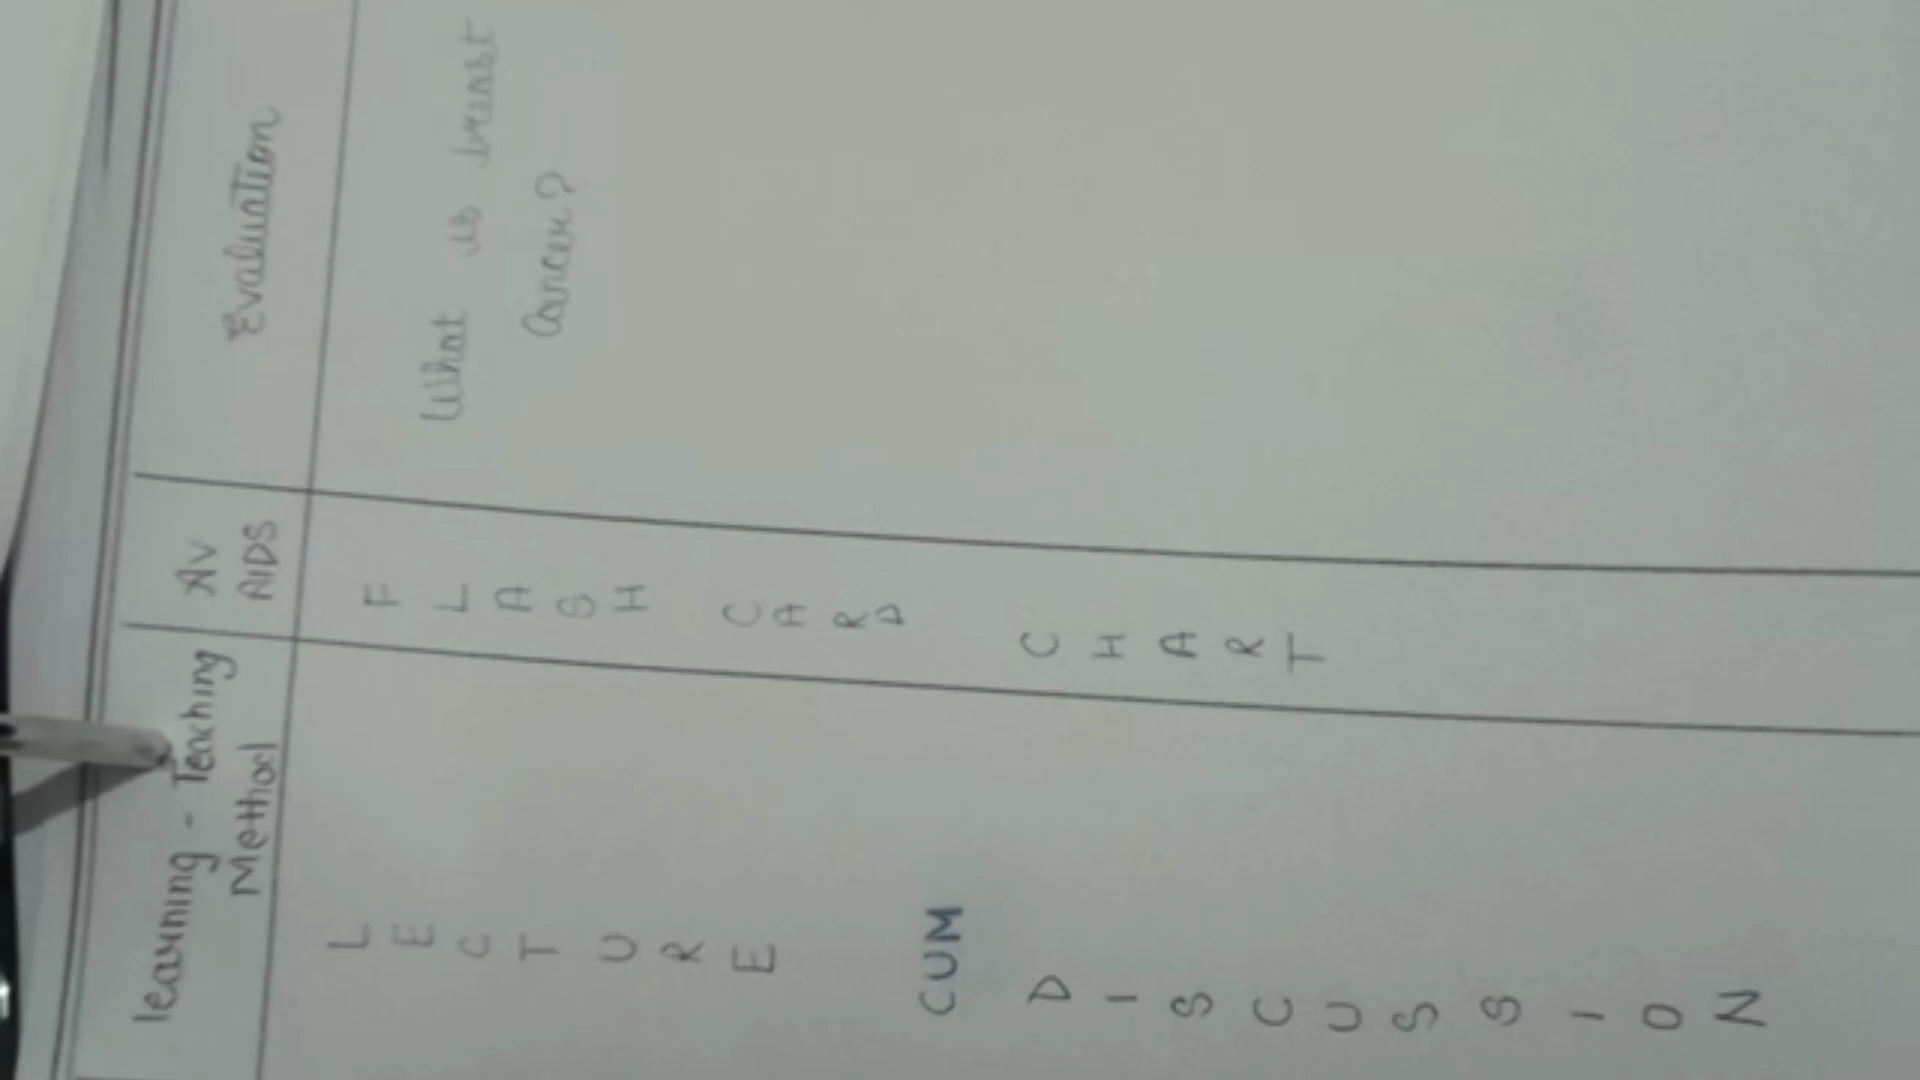 learning - Teaching
Method
AV
AIDS
Evaluation
L
E
C
T
U
R
E
CUM
D
I
S
C
U
S
S
I
O
N
F
L
A
S
H
C
A
R
D
C
H
A
R
T
What is breast
Cancer?